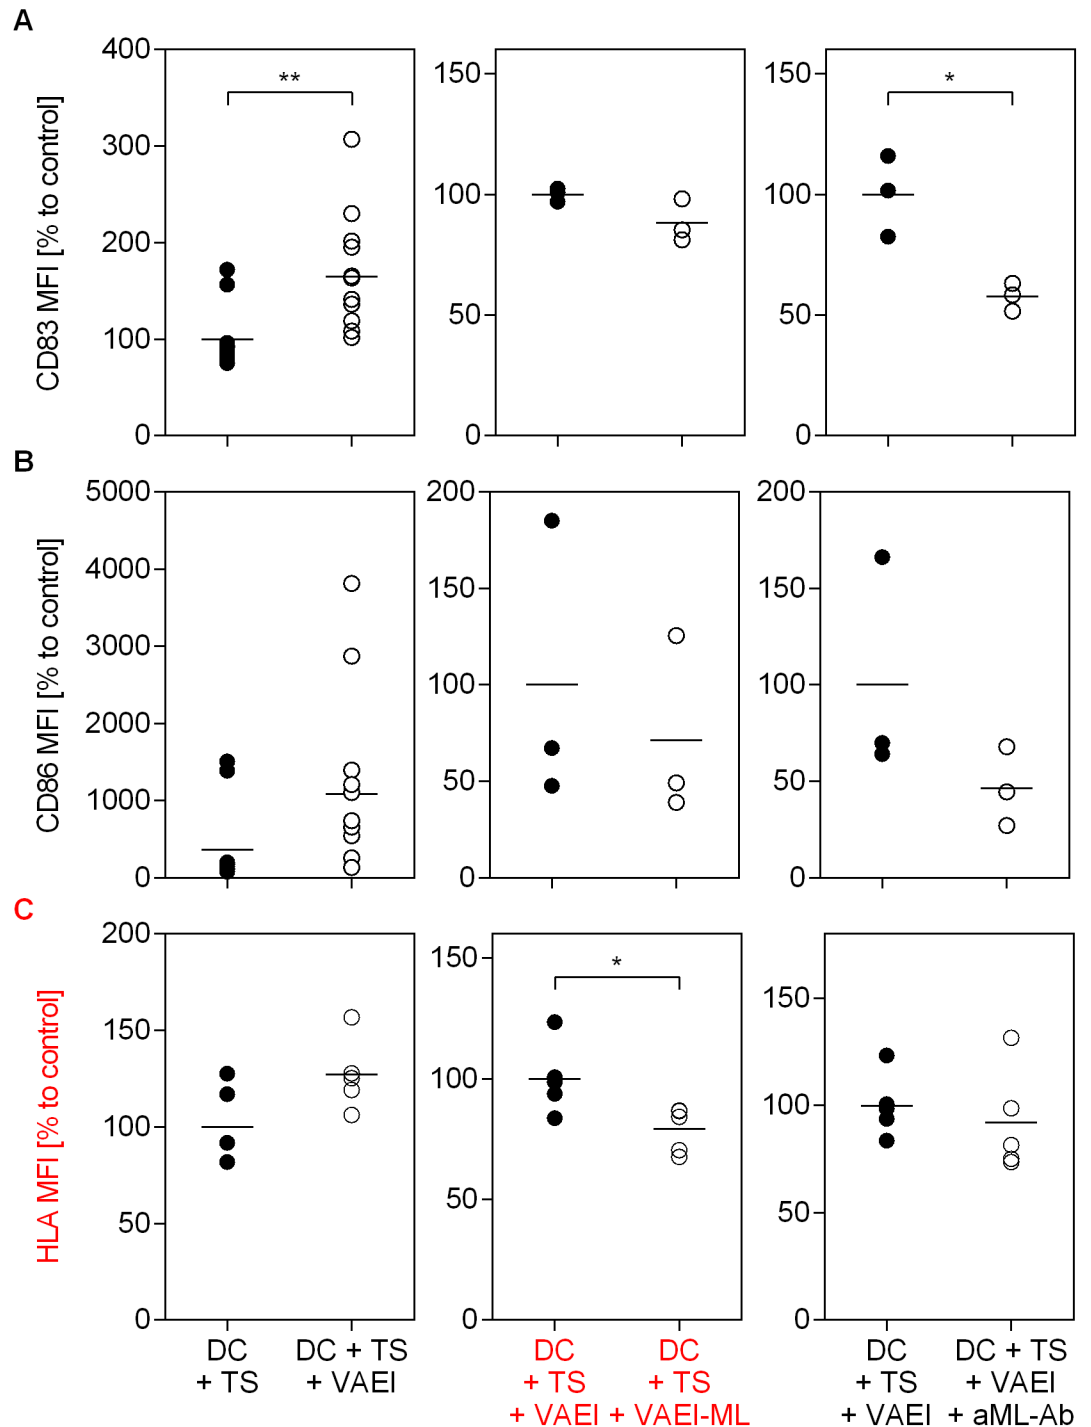 A
CD83 MFI [% to control]
400
300
200
100
0
**
150
100
50
0
150
100
50
0
*
B
CD86 MFI [% to control]
5000
4000
3000
2000
1000
0
200
150
100
50
0
200
150
100
50
0
C
HLA MFI [% to control]
200
150
100
50
0
150
100
50
0
*
150
100
50
0
DC
+ TS
DC + TS
+ VAEI
DC
+ TS
+ VAEI
DC
+ TS
+ VAEI-ML
DC
+ TS
+ VAEI
DC + TS
+ VAEI
+ aML-Ab